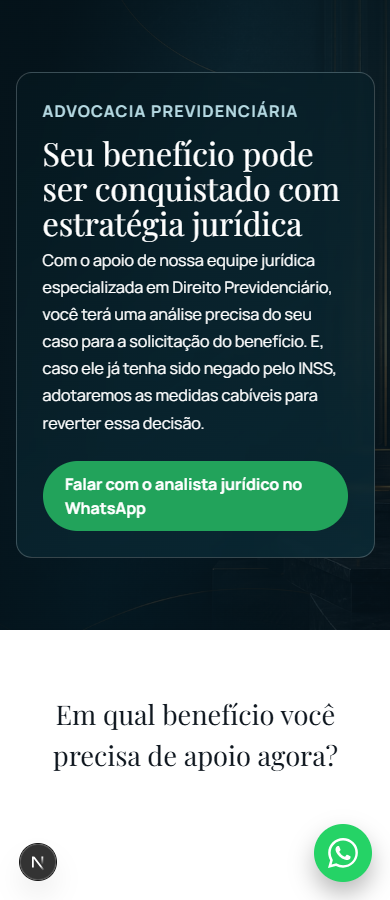 ADVOCACIA PREVIDENCIÁRIA
Seu benefício pode
ser conquistado com
estratégia jurídica
Com o apoio de nossa equipe jurídica
especializada em Direito Previdenciário,
você terá uma análise precisa do seu
caso para a solicitação do benefício. E,
caso ele já tenha sido negado pelo INSS,
adotaremos as medidas cabíveis para
reverter essa decisão.
Falar com o analista jurídico no
WhatsApp
Em qual benefício você
precisa de apoio agora?
N